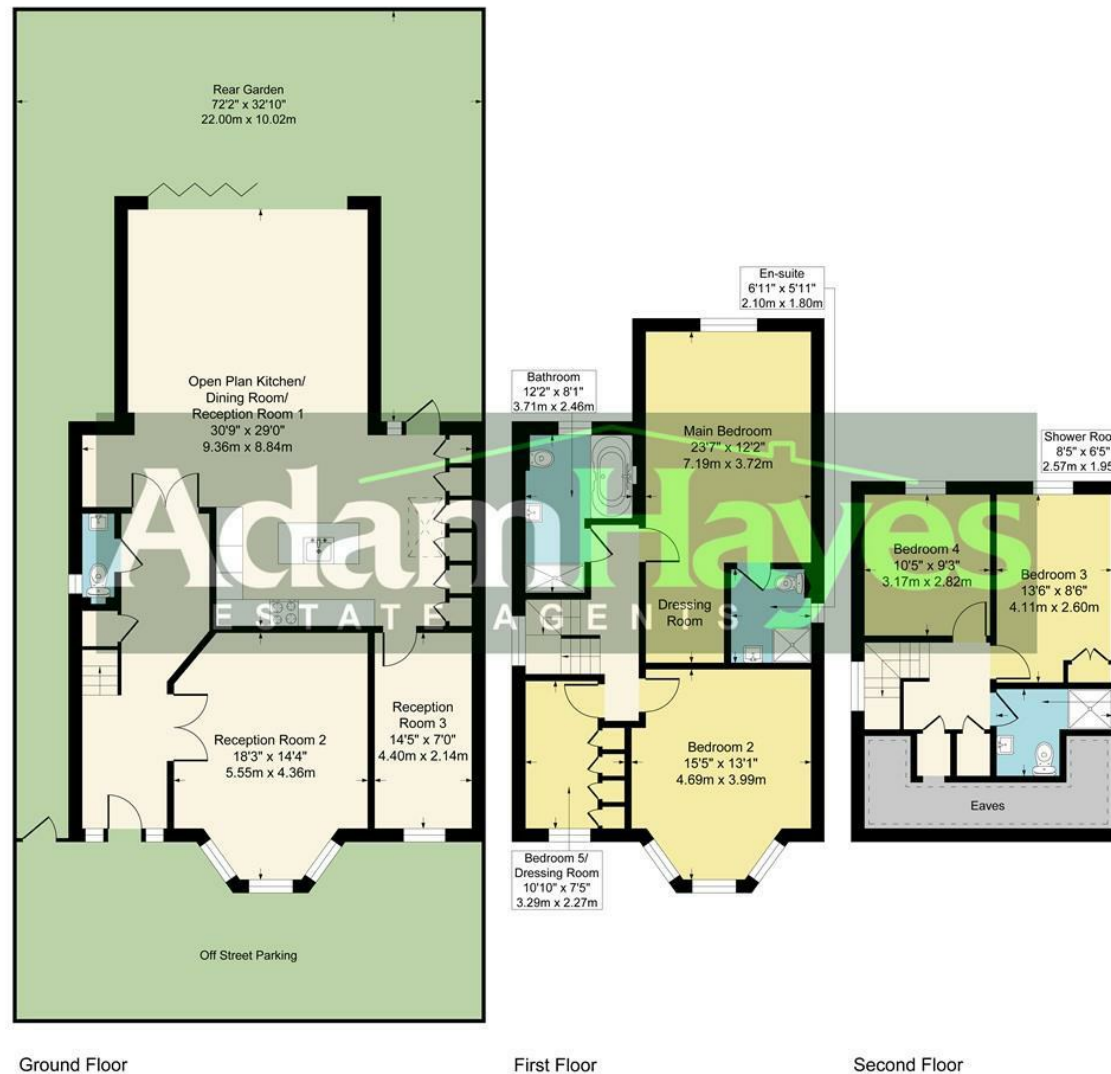 Rear Garden
72'2" x 32'10"
22.00m x 10.02m
Open Plan Kitchen/
Dining Room/
Reception Room 1
30'9" x 29'0"
9.36m x 8.84m
Reception Room 2
18'3" x 14'4"
5.55m x 4.36m
Reception
Room 3
14'5" x 7'0"
4.40m x 2.14m
Off Street Parking
Ground Floor
En-suite
6'11" x 5'11"
2.10m x 1.80m
Bathroom
12'2" x 8'1"
3.71m x 2.46m
Main Bedroom
23'7" x 12'2"
7.19m x 3.72m
Dressing
Room
Bedroom 2
15'5" x 13'1"
4.69m x 3.99m
Bedroom 5/
Dressing Room
10'10" x 7'5"
3.29m x 2.27m
First Floor
Shower
8'5" x 6'5"
2.57m x
Bedroom 4
10'5" x 9'3"
3.17m x 2.82m
Bedroom 3
13'6" x 8'6"
4.11m x 2.60m
Eaves
Second Floor
Adam Hayes
ESTATE AGENTS